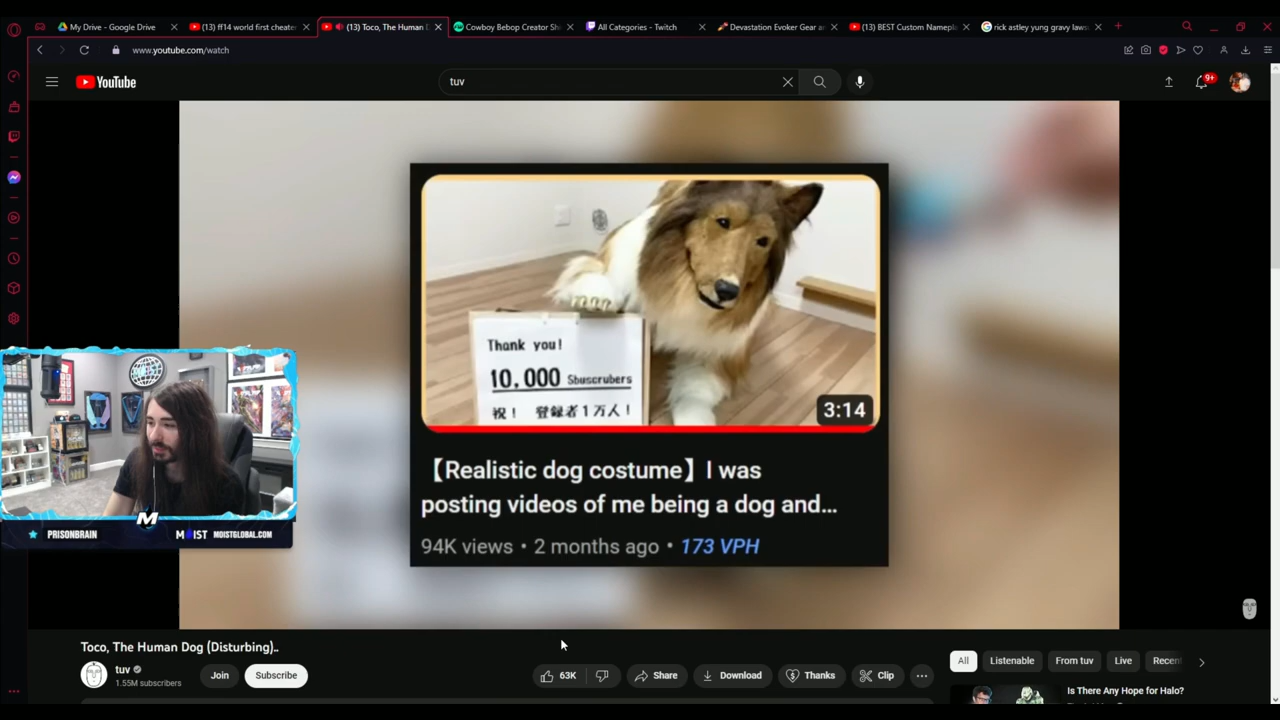 My Drive - Google Drive
(13) ff14 world first cheater
(13) Toco, The Human D
Cowboy Bebop Creator Sh
All Categories - Twitch
Devastation Evoker Gear an
(13) BEST Custom Namepl
rick astley yung gravy laws
www.youtube.com/watch
YouTube
tuv
9+
Thank you!
10,000 Sbuscrubers
祝! 登録者1万人!
3:14
【Realistic dog costume】I was
posting videos of me being a dog and...
94K views • 2 months ago • 173 VPH
M
PRISONBRAIN
MOIST MOISTGLOBAL.COM
Toco, The Human Dog (Disturbing)..
tuv
1.55M subscribers
Join
Subscribe
63K
Share
Download
Thanks
Clip
All
Listenable
From tuv
Live
Recen
Is There Any Hope for Halo?